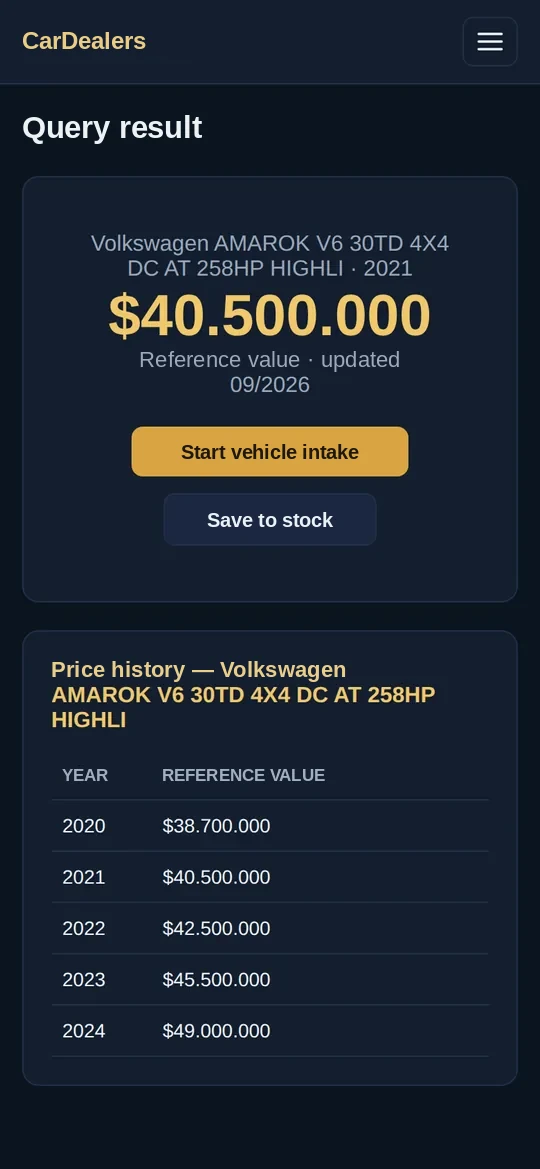 CarDealers
Query result
Volkswagen AMAROK V6 30TD 4X4
DC AT 258HP HIGHLI · 2021
$40.500.000
Reference value · updated
09/2026
Start vehicle intake
Save to stock
Price history — Volkswagen
AMAROK V6 30TD 4X4 DC AT 258HP
HIGHLI
YEAR REFERENCE VALUE
2020 $38.700.000
2021 $40.500.000
2022 $42.500.000
2023 $45.500.000
2024 $49.000.000